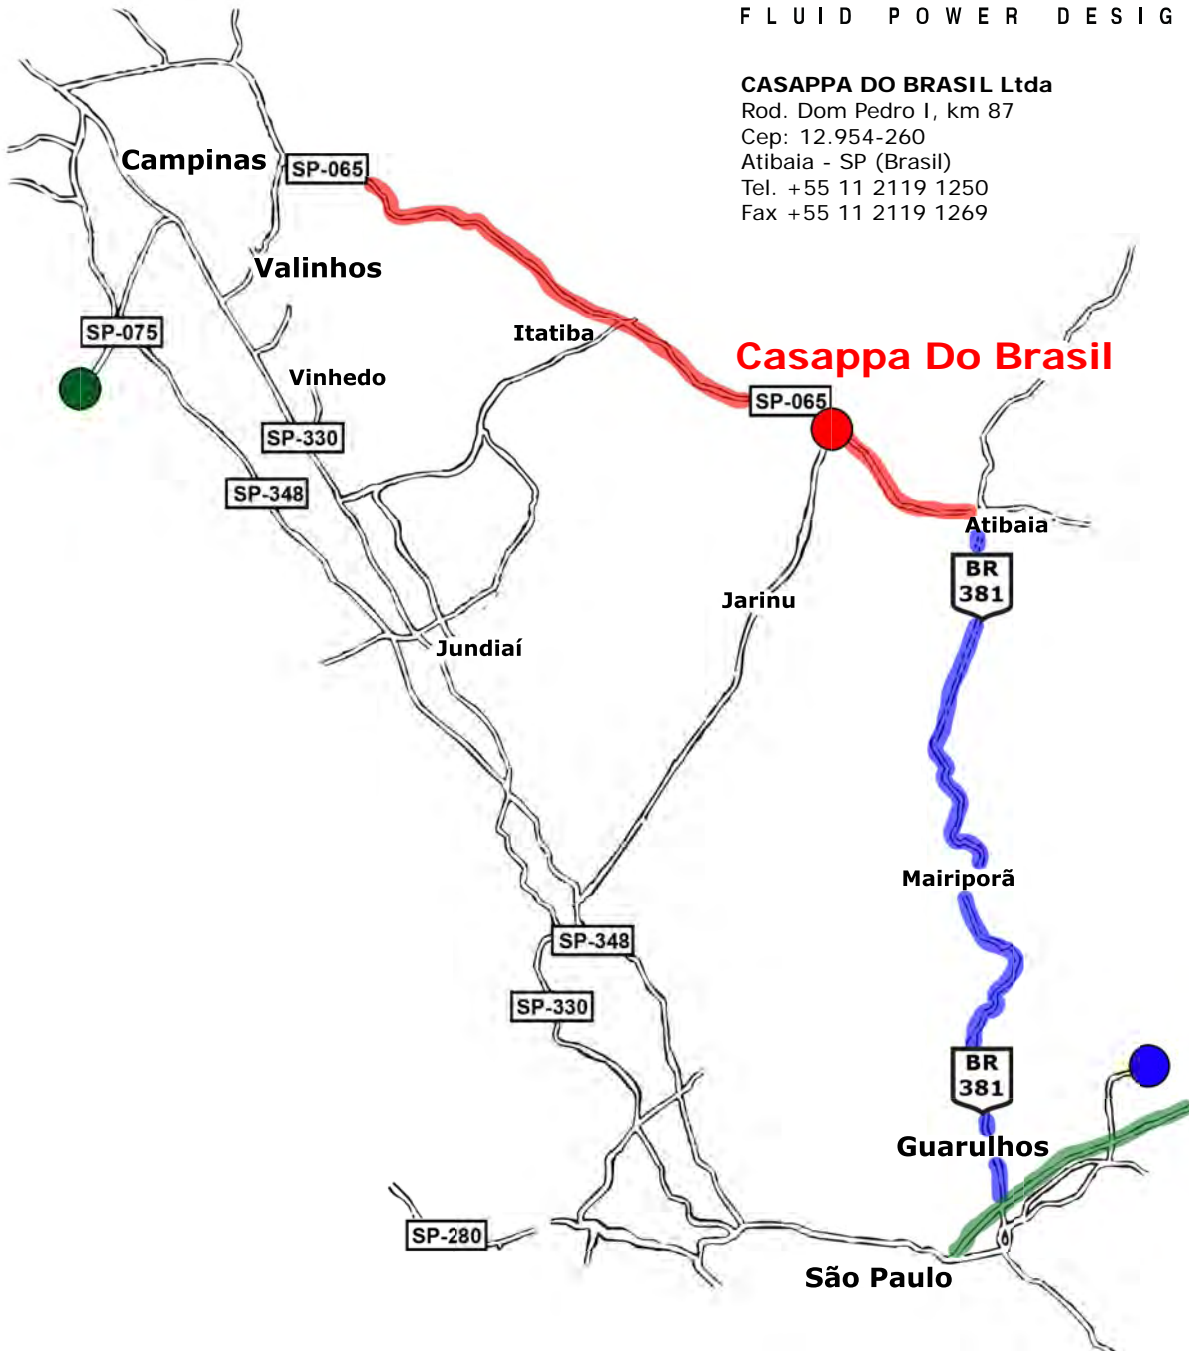 FLUID POWER DESIG
CASAPPA DO BRASIL Ltda
Rod. Dom Pedro I, km 87
Cep: 12.954-260
Atibaia - SP (Brasil)
Tel. +55 11 2119 1250
Fax +55 11 2119 1269
Campinas
SP-065
Valinhos
SP-075
Itatiba
Casappa Do Brasil
Vinhedo
SP-065
SP-330
SP-348
Atibaia
BR
381
Jarinu
Jundiaí
Mairiporã
SP-348
SP-330
BR
381
Guarulhos
SP-280
São Paulo